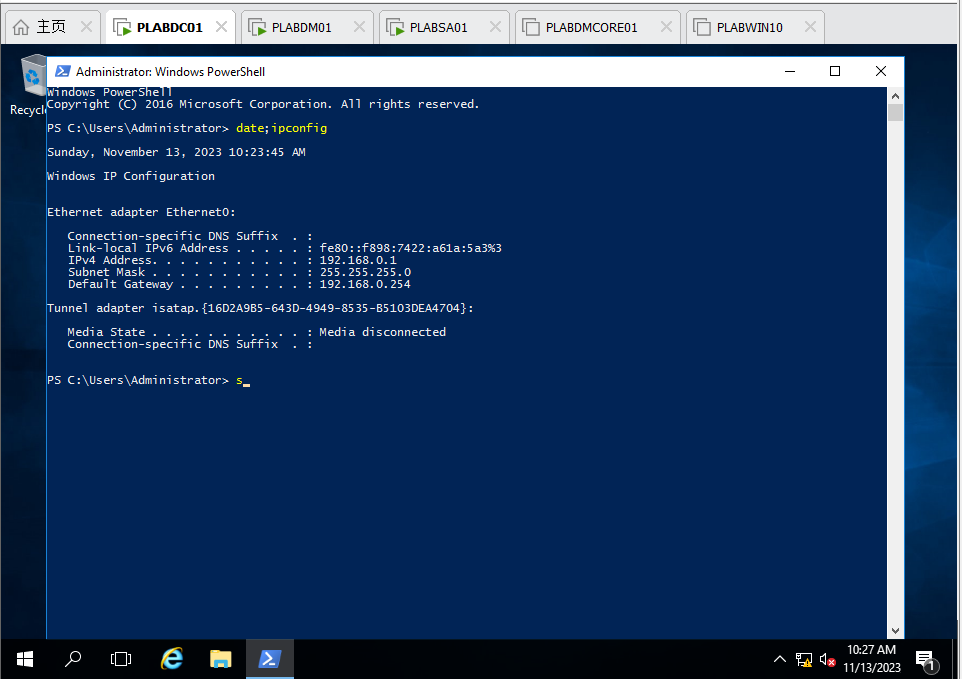 主页
PLABDC01
PLABDM01
PLABSA01
PLABDMCORE01
PLABWIN10
Administrator: Windows PowerShell
Windows PowerShell
Copyright (C) 2016 Microsoft Corporation. All rights reserved.
PS C:\Users\Administrator> date;ipconfig
Sunday, November 13, 2023 10:23:45 AM
Windows IP Configuration
Ethernet adapter Ethernet0:
Connection-specific DNS Suffix . :
Link-local IPv6 Address . . . . . : fe80::f898:7422:a61a:5a3%3
IPv4 Address. . . . . . . . . . . : 192.168.0.1
Subnet Mask . . . . . . . . . . . : 255.255.255.0
Default Gateway . . . . . . . . . : 192.168.0.254
Tunnel adapter isatap.{16D2A9B5-643D-4949-8535-B5103DEA4704}:
Media State . . . . . . . . . . . : Media disconnected
Connection-specific DNS Suffix . :
PS C:\Users\Administrator> s_
Recycl
10:27 AM
11/13/2023
1